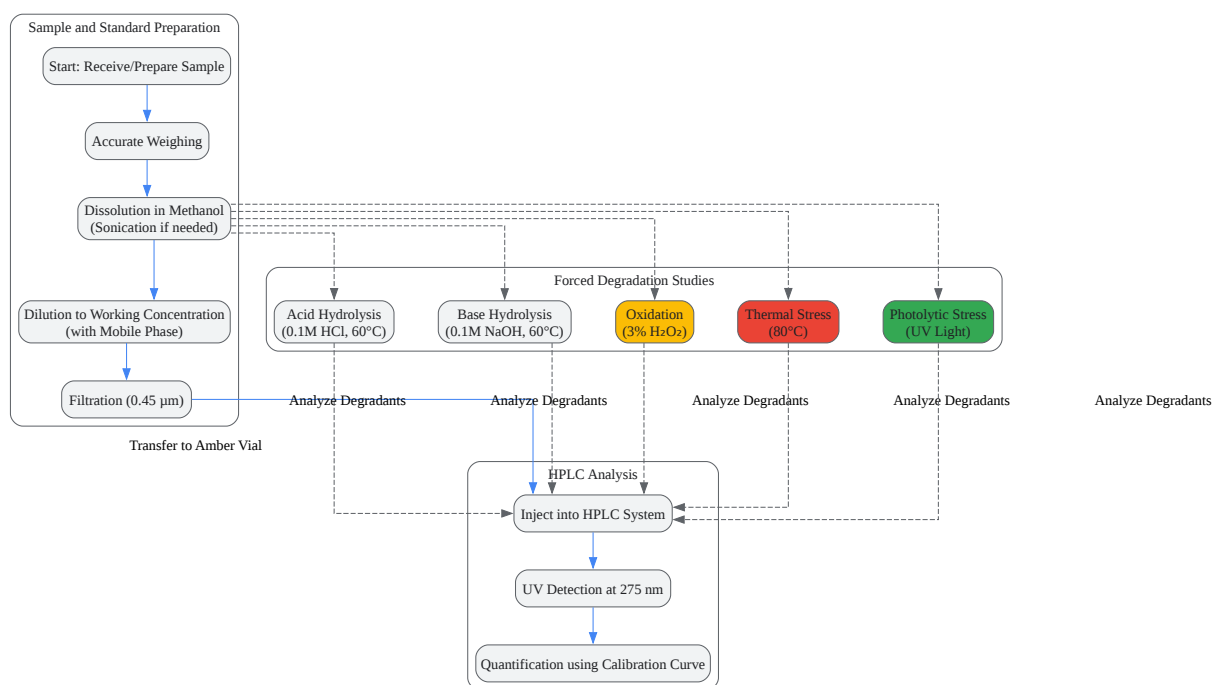 Sample and Standard Preparation
Start: Receive/Prepare Sample
Accurate Weighing
Dissolution in Methanol
(Sonication if needed)
Dilution to Working Concentration
(with Mobile Phase)
Filtration (0.45 µm)
Transfer to Amber Vial
Forced Degradation Studies
Acid Hydrolysis
(0.1M HCl, 60°C)
Base Hydrolysis
(0.1M NaOH, 60°C)
Oxidation
(3% H₂O₂)
Thermal Stress
(80°C)
Photolytic Stress
(UV Light)
Analyze Degradants
Analyze Degradants
Analyze Degradants
Analyze Degradants
Analyze Degradants
HPLC Analysis
Inject into HPLC System
UV Detection at 275 nm
Quantification using Calibration Curve